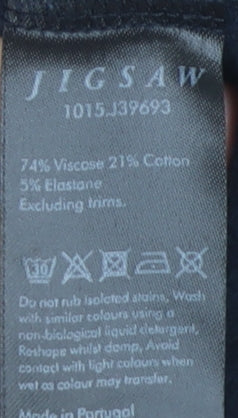 JIGSAW
1015J39693
74% Viscose 21% Cotton
5% Elastane
Excluding trims.
30
Do not rub isolated stains, Wash
with similar colours using a
non-biological liquid detergent,
Reshape whilst damp, Avoid
contact with light colours when
wet as colour may transfer.
Made in Portugal